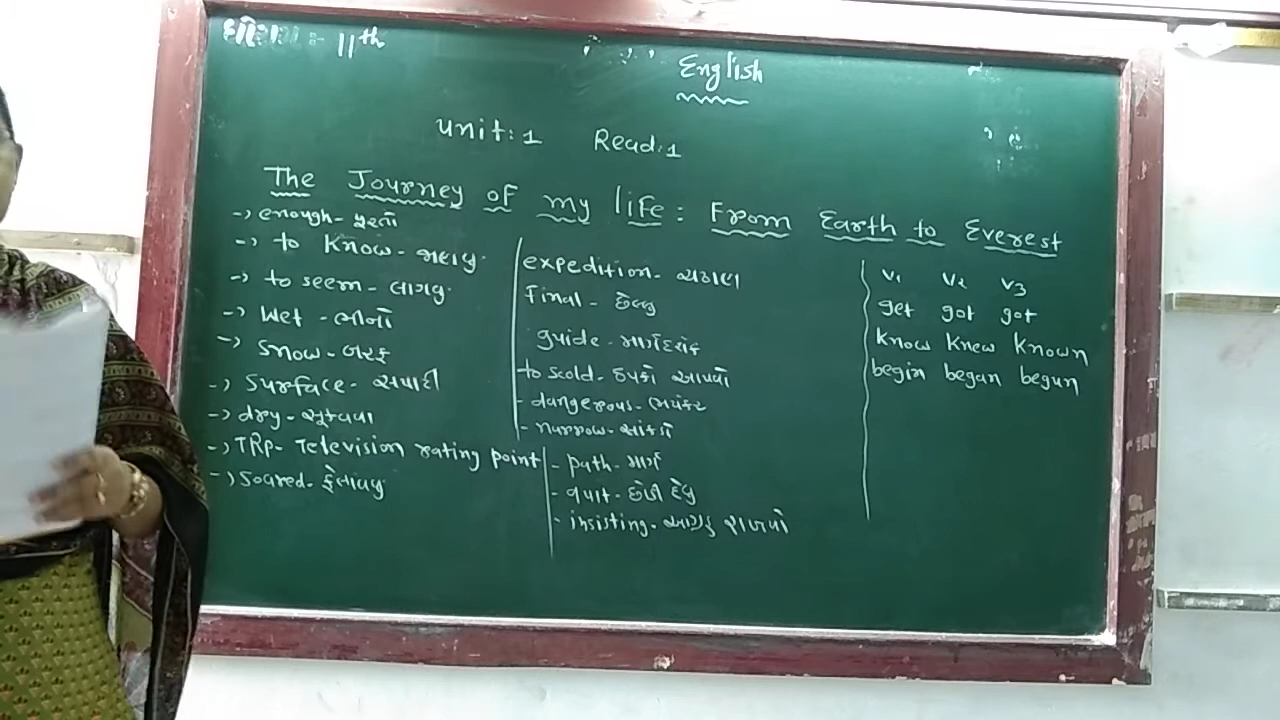 11th
English
Unit: 1 Read: 1
The Journey of my life: From Earth to Everest
-> enough - પુરતો
-> to know - જાણવુ
-> to seem - લાગવુ
-> Wet - ભીનો
-> Snow - બરફ
-> Surface - સપાટી
-> dry - સૂકવવા
-> TRP - Television rating point
-> Soared - ફેલાવવુ
expedition - ચઢાણ
Final - છેલ્લુ
guide - માર્ગદર્શક
to scold - ઠપકો આપવો
- dangerous - ભયંકર
- narrow - સાંકડો
- path - માર્ગ
- quit - છોડી દેવુ
- insisting - આગ્રહ રાખવો
V1 V2 V3
get got got
know knew known
begin began begun